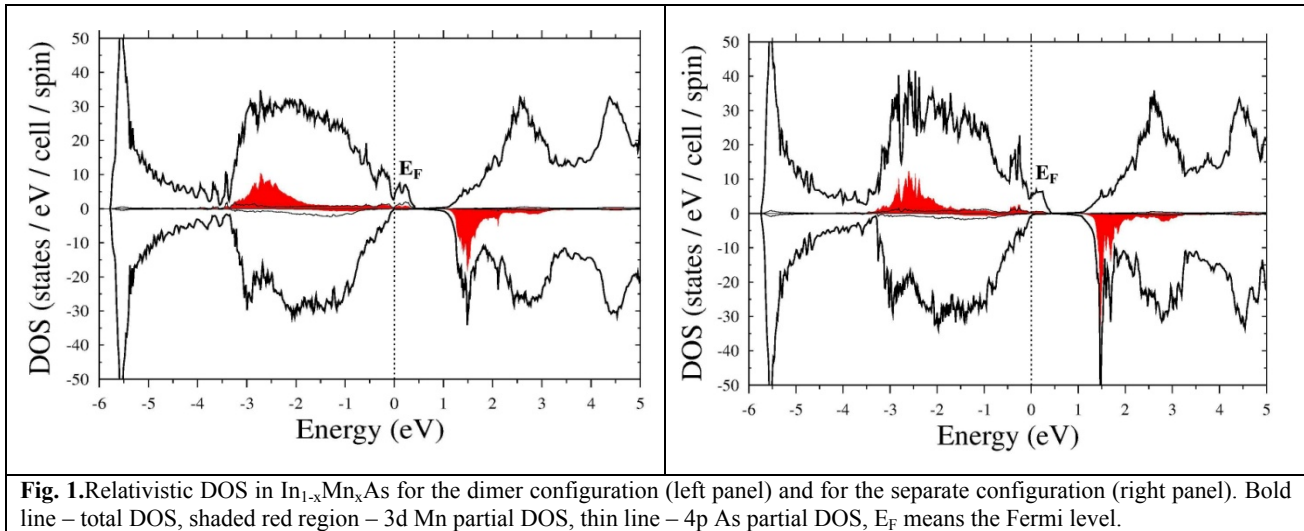 50
40
30
20
10
0
-10
-20
-30
-40
-50
DOS (states / eV / cell / spin)
E_F
-6 -5 -4 -3 -2 -1 0 1 2 3 4 5
Energy (eV)
50
40
30
20
10
0
-10
-20
-30
-40
-50
DOS (states / eV / cell / spin)
E_F
-6 -5 -4 -3 -2 -1 0 1 2 3 4 5
Energy (eV)
Fig. 1.Relativistic DOS in In₁₋ₓMnₓAs for the dimer configuration (left panel) and for the separate configuration (right panel). Bold
line – total DOS, shaded red region – 3d Mn partial DOS, thin line – 4p As partial DOS, E_F means the Fermi level.